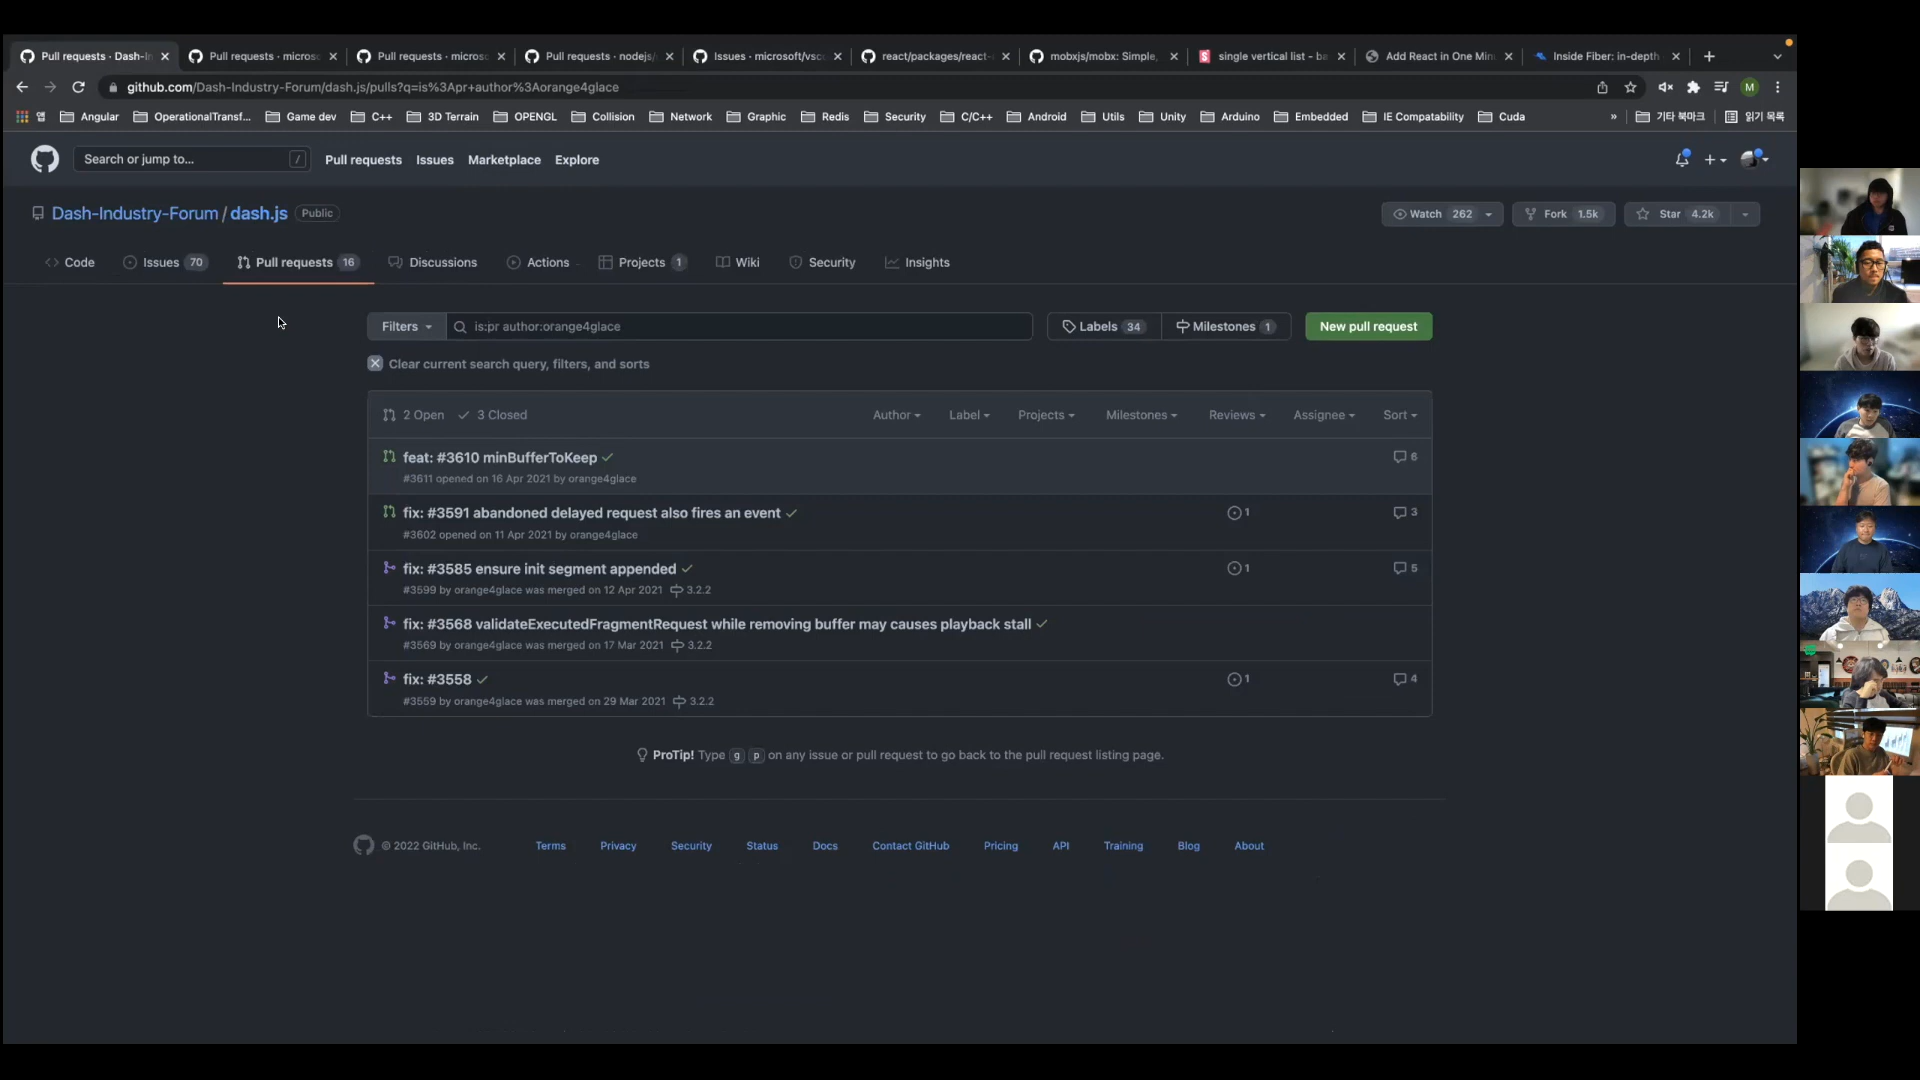 Pull requests · Dash-In
Pull requests · microso
Pull requests · microso
Pull requests · nodejs/
Issues · microsoft/vsco
react/packages/react-
mobxjs/mobx: Simple,
single vertical list - ba
Add React in One Min
Inside Fiber: in-depth
github.com/Dash-Industry-Forum/dash.js/pulls?q=is%3Apr+author%3Aorange4glace
M
앱
Angular
OperationalTransf...
Game dev
C++
3D Terrain
OPENGL
Collision
Network
Graphic
Redis
Security
C/C++
Android
Utils
Unity
Arduino
Embedded
IE Compatability
Cuda
»
기타 북마크
읽기 목록
Search or jump to...
/
Pull requests
Issues
Marketplace
Explore
Dash-Industry-Forum / dash.js
Public
Watch 262
Fork 1.5k
Star 4.2k
Code
Issues 70
Pull requests 16
Discussions
Actions
Projects 1
Wiki
Security
Insights
Filters
is:pr author:orange4glace
Labels 34
Milestones 1
New pull request
Clear current search query, filters, and sorts
2 Open
3 Closed
Author
Label
Projects
Milestones
Reviews
Assignee
Sort
feat: #3610 minBufferToKeep
6
#3611 opened on 16 Apr 2021 by orange4glace
fix: #3591 abandoned delayed request also fires an event
1
3
#3602 opened on 11 Apr 2021 by orange4glace
fix: #3585 ensure init segment appended
1
5
#3599 by orange4glace was merged on 12 Apr 2021 3.2.2
fix: #3568 validateExecutedFragmentRequest while removing buffer may causes playback stall
#3569 by orange4glace was merged on 17 Mar 2021 3.2.2
fix: #3558
1
4
#3559 by orange4glace was merged on 29 Mar 2021 3.2.2
ProTip! Type g p on any issue or pull request to go back to the pull request listing page.
© 2022 GitHub, Inc.
Terms
Privacy
Security
Status
Docs
Contact GitHub
Pricing
API
Training
Blog
About